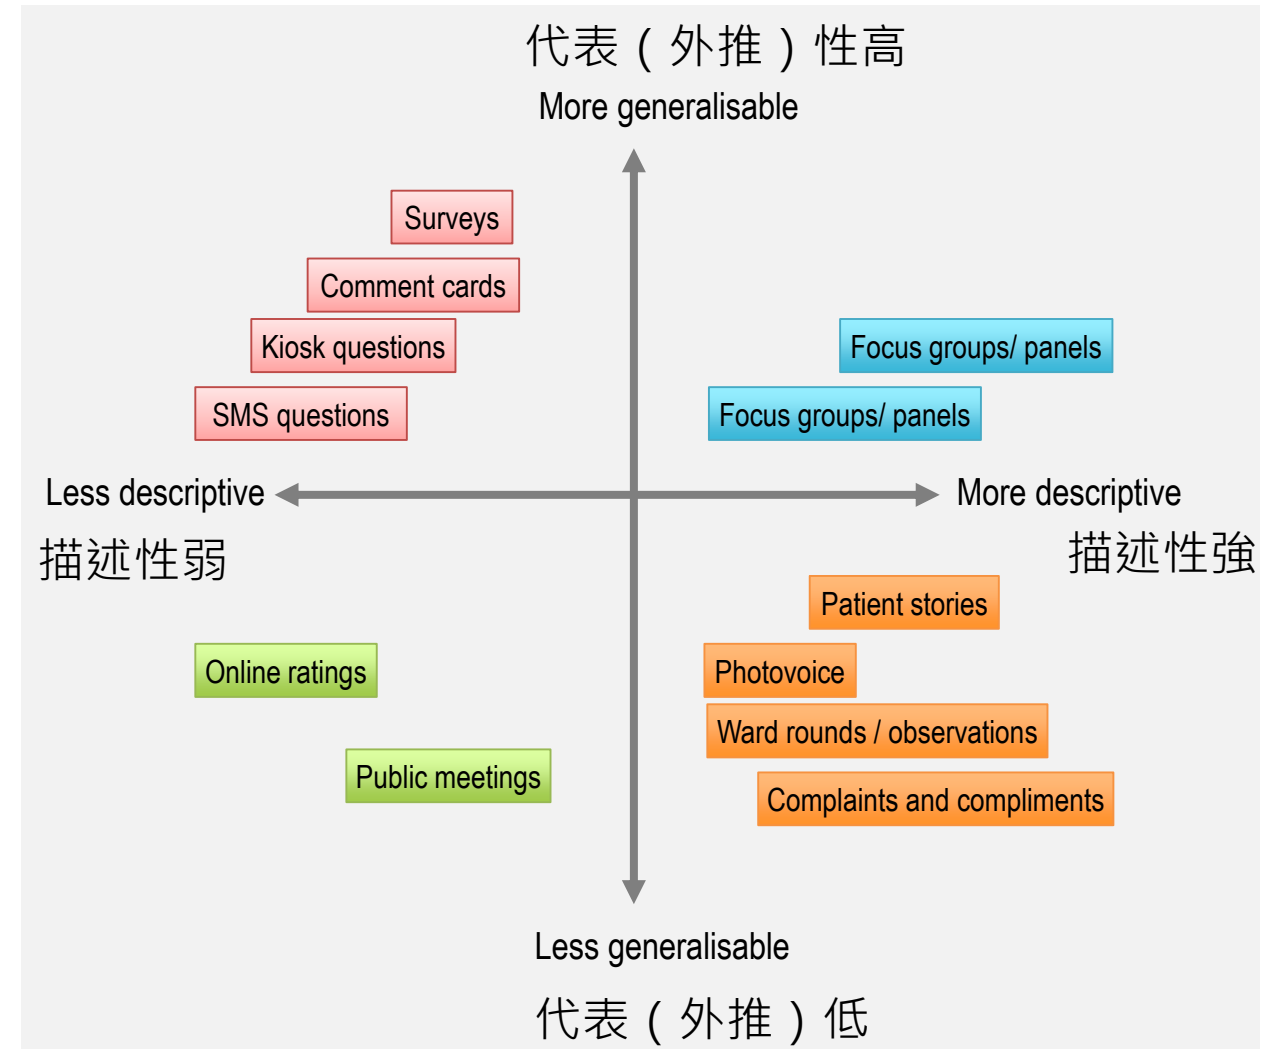 代表（外推）性高
More generalisable
Surveys
Comment cards
Kiosk questions
Focus groups/ panels
SMS questions
Focus groups/ panels
Less descriptive
More descriptive
描述性弱
描述性強
Patient stories
Online ratings
Photovoice
Ward rounds / observations
Public meetings
Complaints and compliments
Less generalisable
代表（外推）低